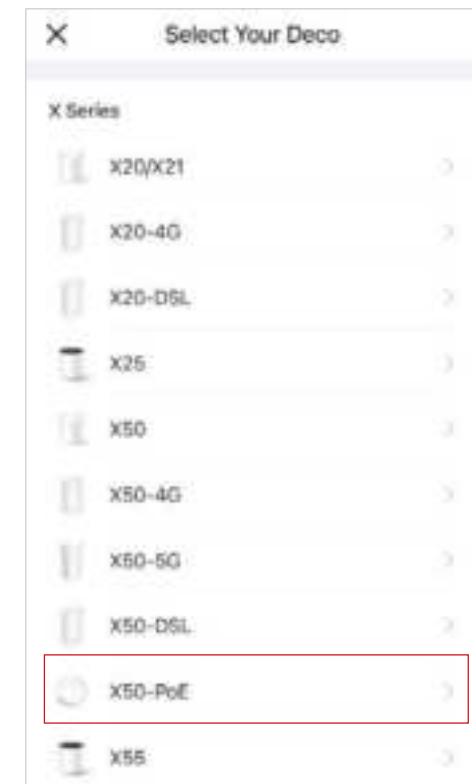 Select Your Deco
X Series
X20/X21
X20-4G
X20-DSL
X25
X50
X50-4G
X50-5G
X50-DSL
X50-PoE
X55